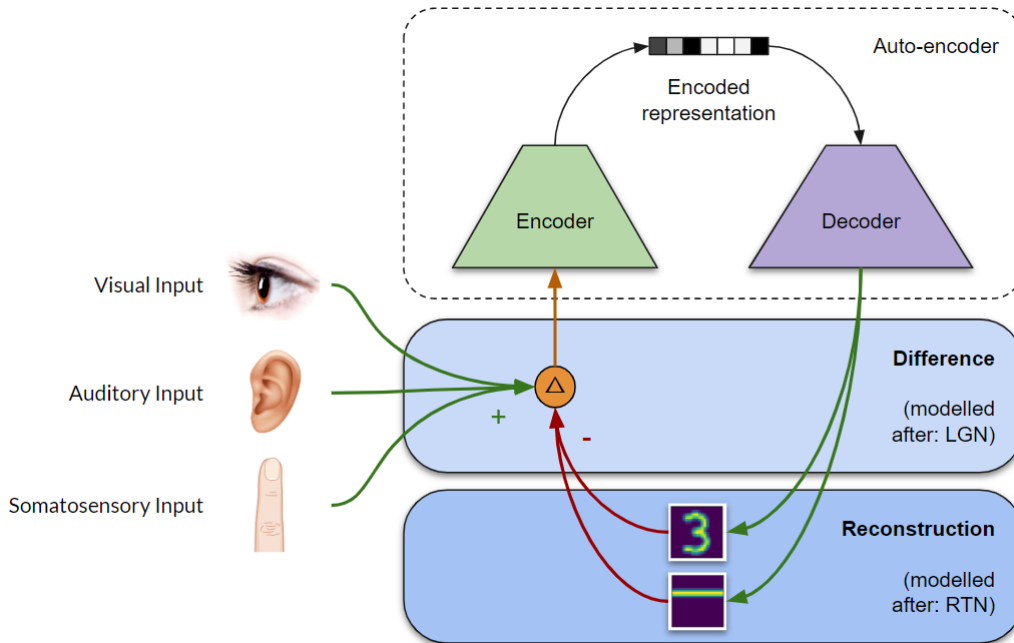 Auto-encoder
Encoded
representation
Encoder
Decoder
Visual Input
Auditory Input
Somatosensory Input
Δ
+
-
Difference
(modelled
after: LGN)
3
Reconstruction
(modelled
after: RTN)